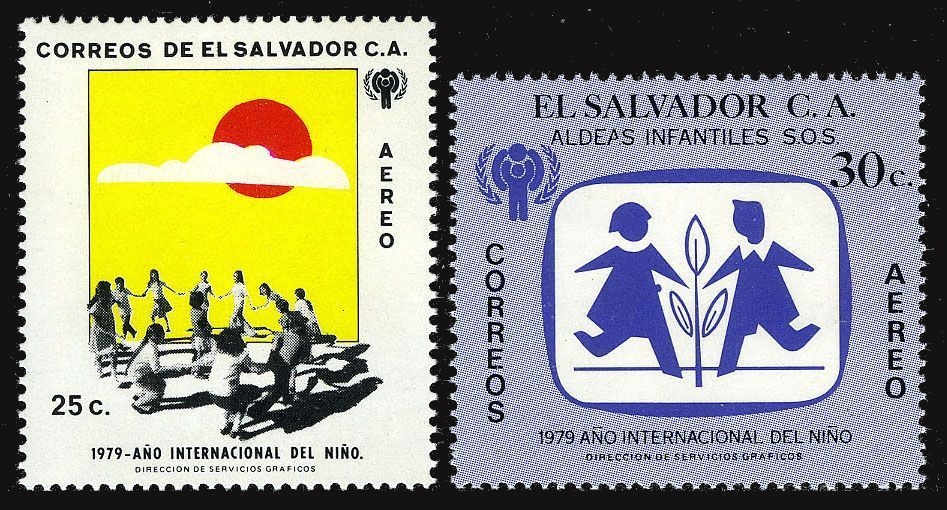 CORREOS DE EL SALVADOR C.A.
AEREO
25 c.
1979-AÑO INTERNACIONAL DEL NIÑO.
DIRECCION DE SERVICIOS GRAFICOS
EL SALVADOR C. A.
ALDEAS INFANTILES S.O.S.
30c.
CORREOS
AEREO
1979 AÑO INTERNACIONAL DEL NIÑO
DIRECCION DE SERVICIOS GRAFICOS